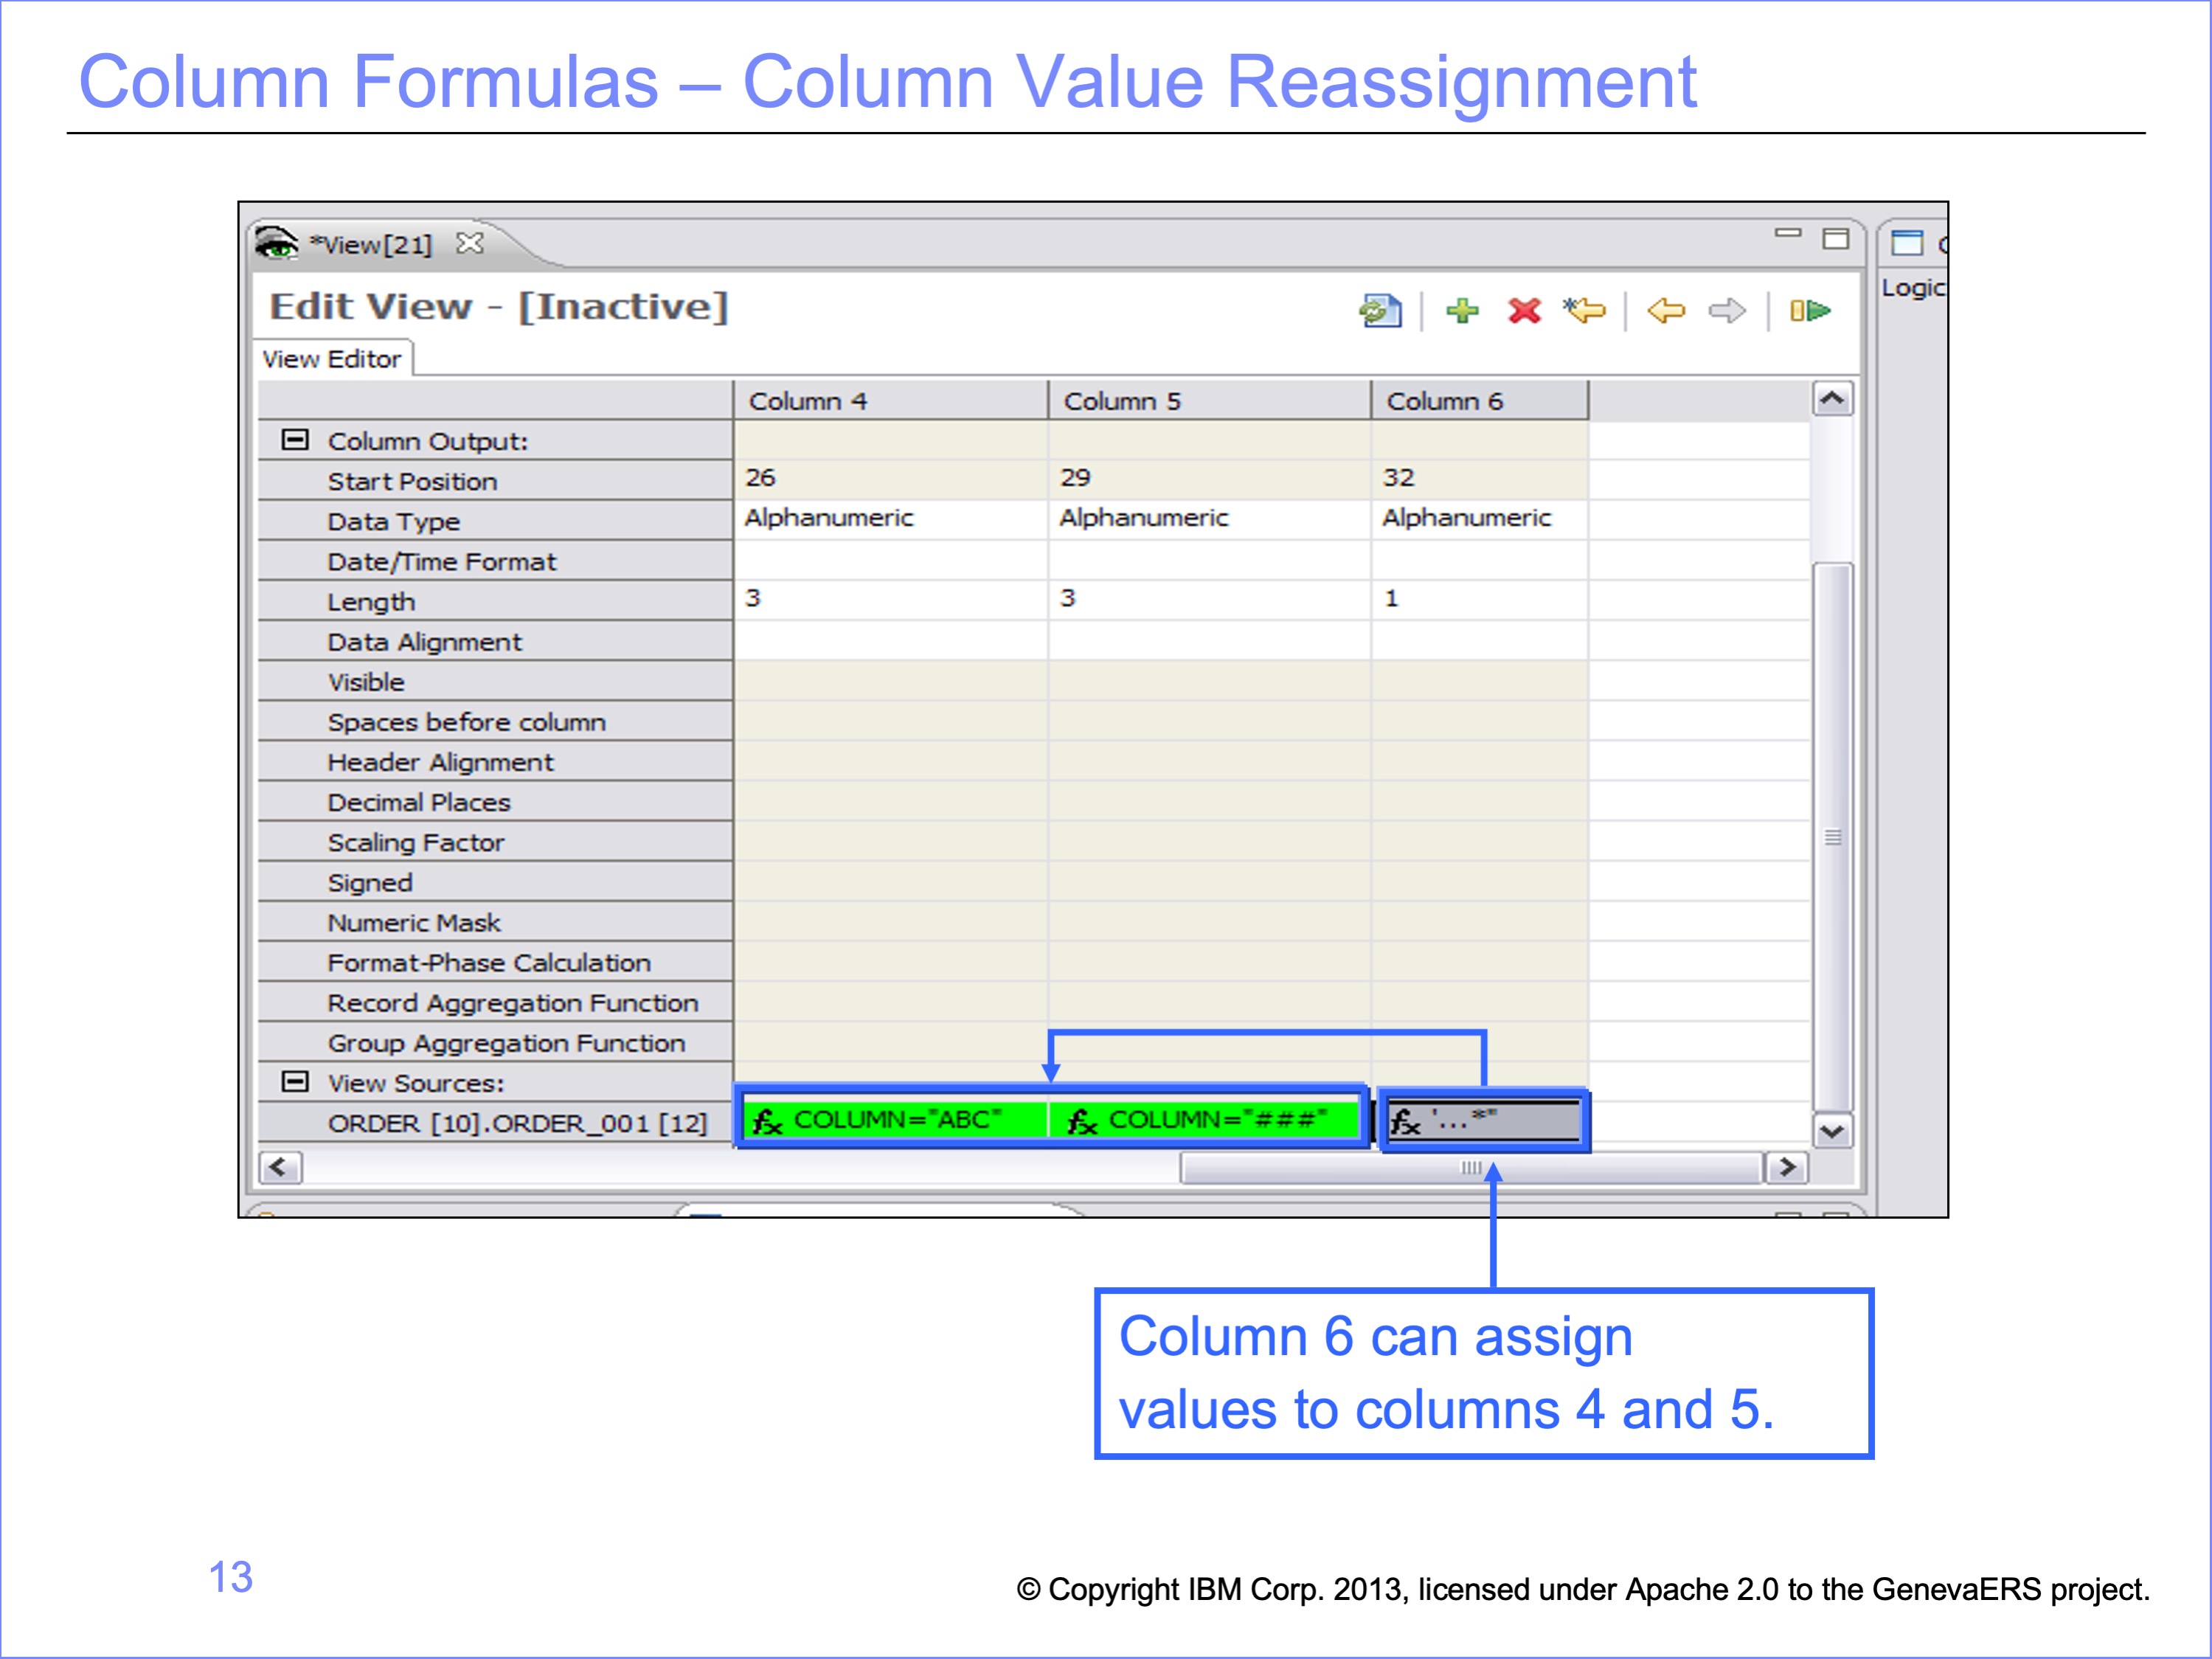 Column Formulas – Column Value Reassignment
*View[21]
Edit View - [Inactive]
Logic
View Editor
Column 4 Column 5 Column 6
Column Output:
Start Position 26 29 32
Data Type Alphanumeric Alphanumeric Alphanumeric
Date/Time Format
Length 3 3 1
Data Alignment
Visible
Spaces before column
Header Alignment
Decimal Places
Scaling Factor
Signed
Numeric Mask
Format-Phase Calculation
Record Aggregation Function
Group Aggregation Function
View Sources:
ORDER [10].ORDER_001 [12] fx COLUMN="ABC" fx COLUMN="###" fx '...*"
Column 6 can assign
values to columns 4 and 5.
13
© Copyright IBM Corp. 2013, licensed under Apache 2.0 to the GenevaERS project.